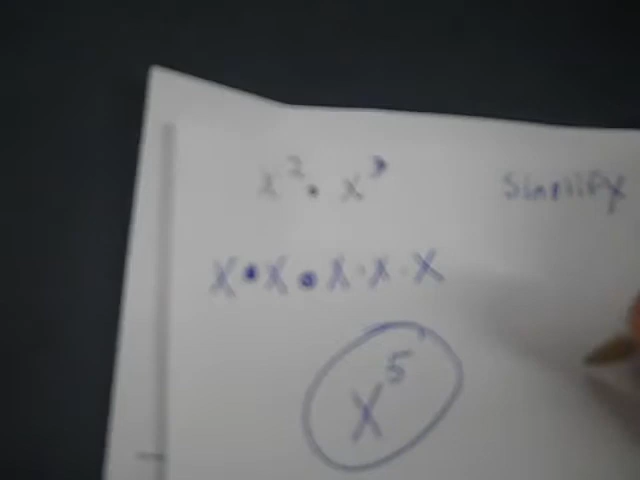 x² · x³ Simplify
X · X · X · X · X
X⁵